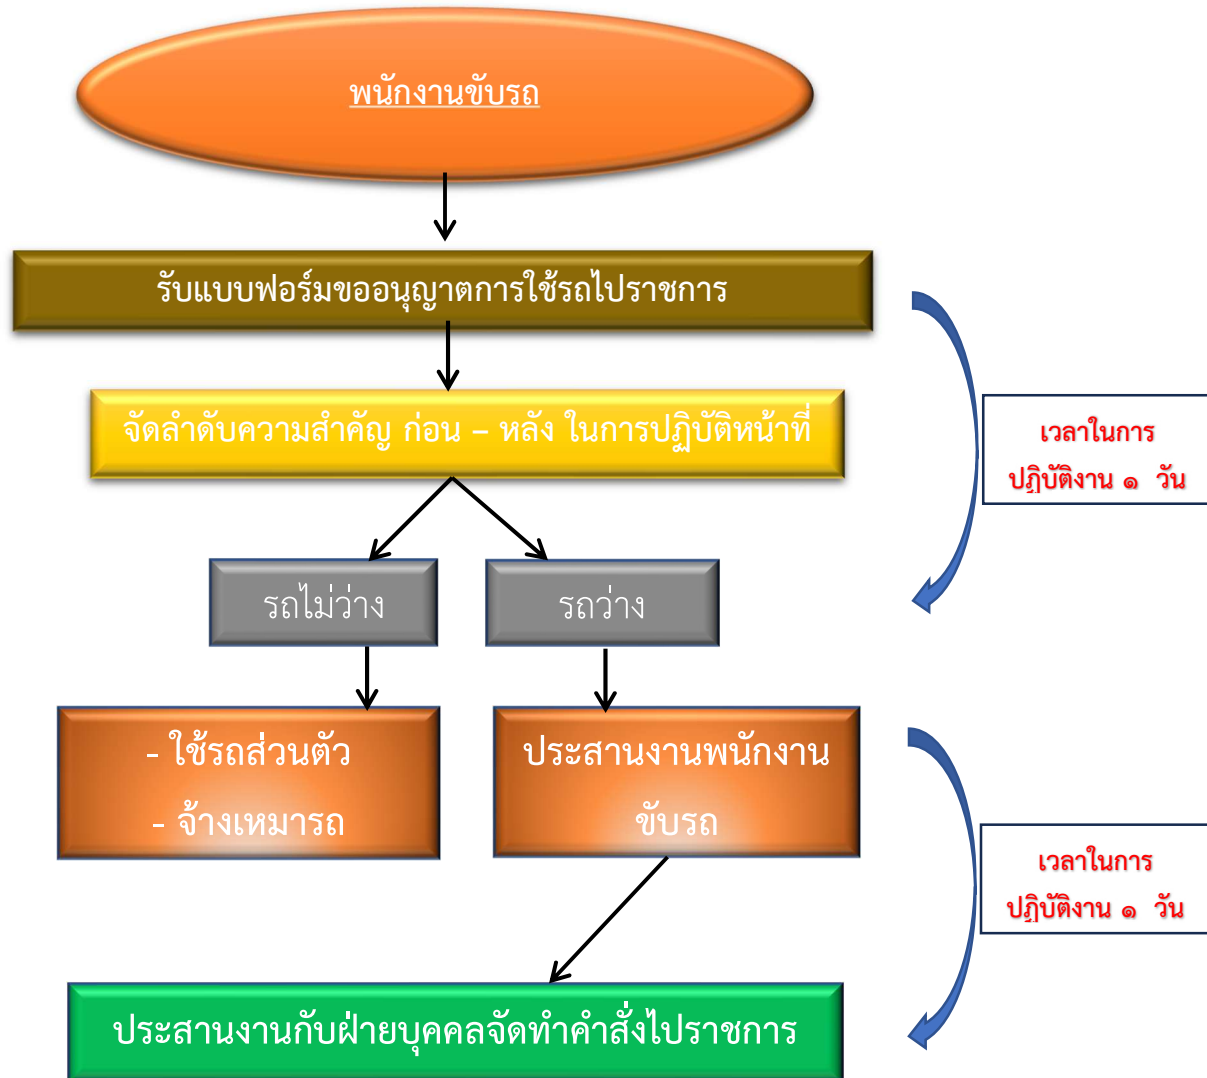 พนักงานขับรถ
รับแบบฟอร์มขออนุญาตการใช้รถไปราชการ
จัดลำดับความสำคัญ ก่อน – หลัง ในการปฏิบัติหน้าที่
เวลาในการ
ปฏิบัติงาน ๑ วัน
รถไม่ว่าง
รถว่าง
- ใช้รถส่วนตัว
- จ้างเหมารถ
ประสานงานพนักงาน
ขับรถ
เวลาในการ
ปฏิบัติงาน ๑ วัน
ประสานงานกับฝ่ายบุคคลจัดทำคำสั่งไปราชการ